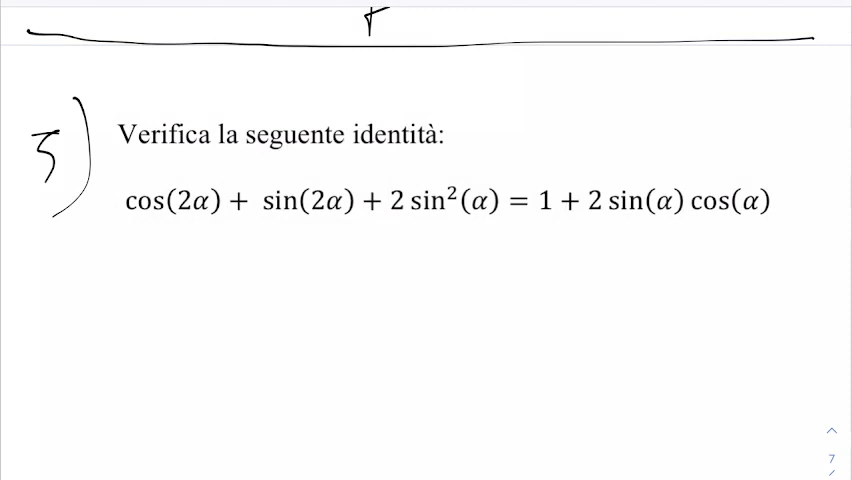 5) Verifica la seguente identità:
cos(2α) + sin(2α) + 2 sin²(α) = 1 + 2 sin(α) cos(α)
7